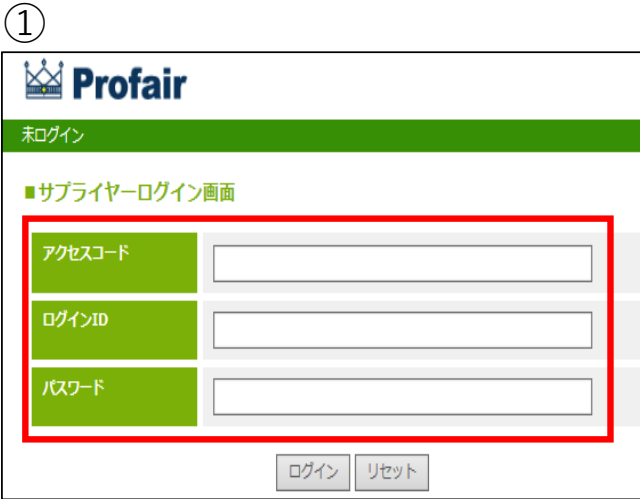 ①
Profair
未ログイン
■サプライヤーログイン画面
アクセスコード
ログインID
パスワード
ログイン リセット